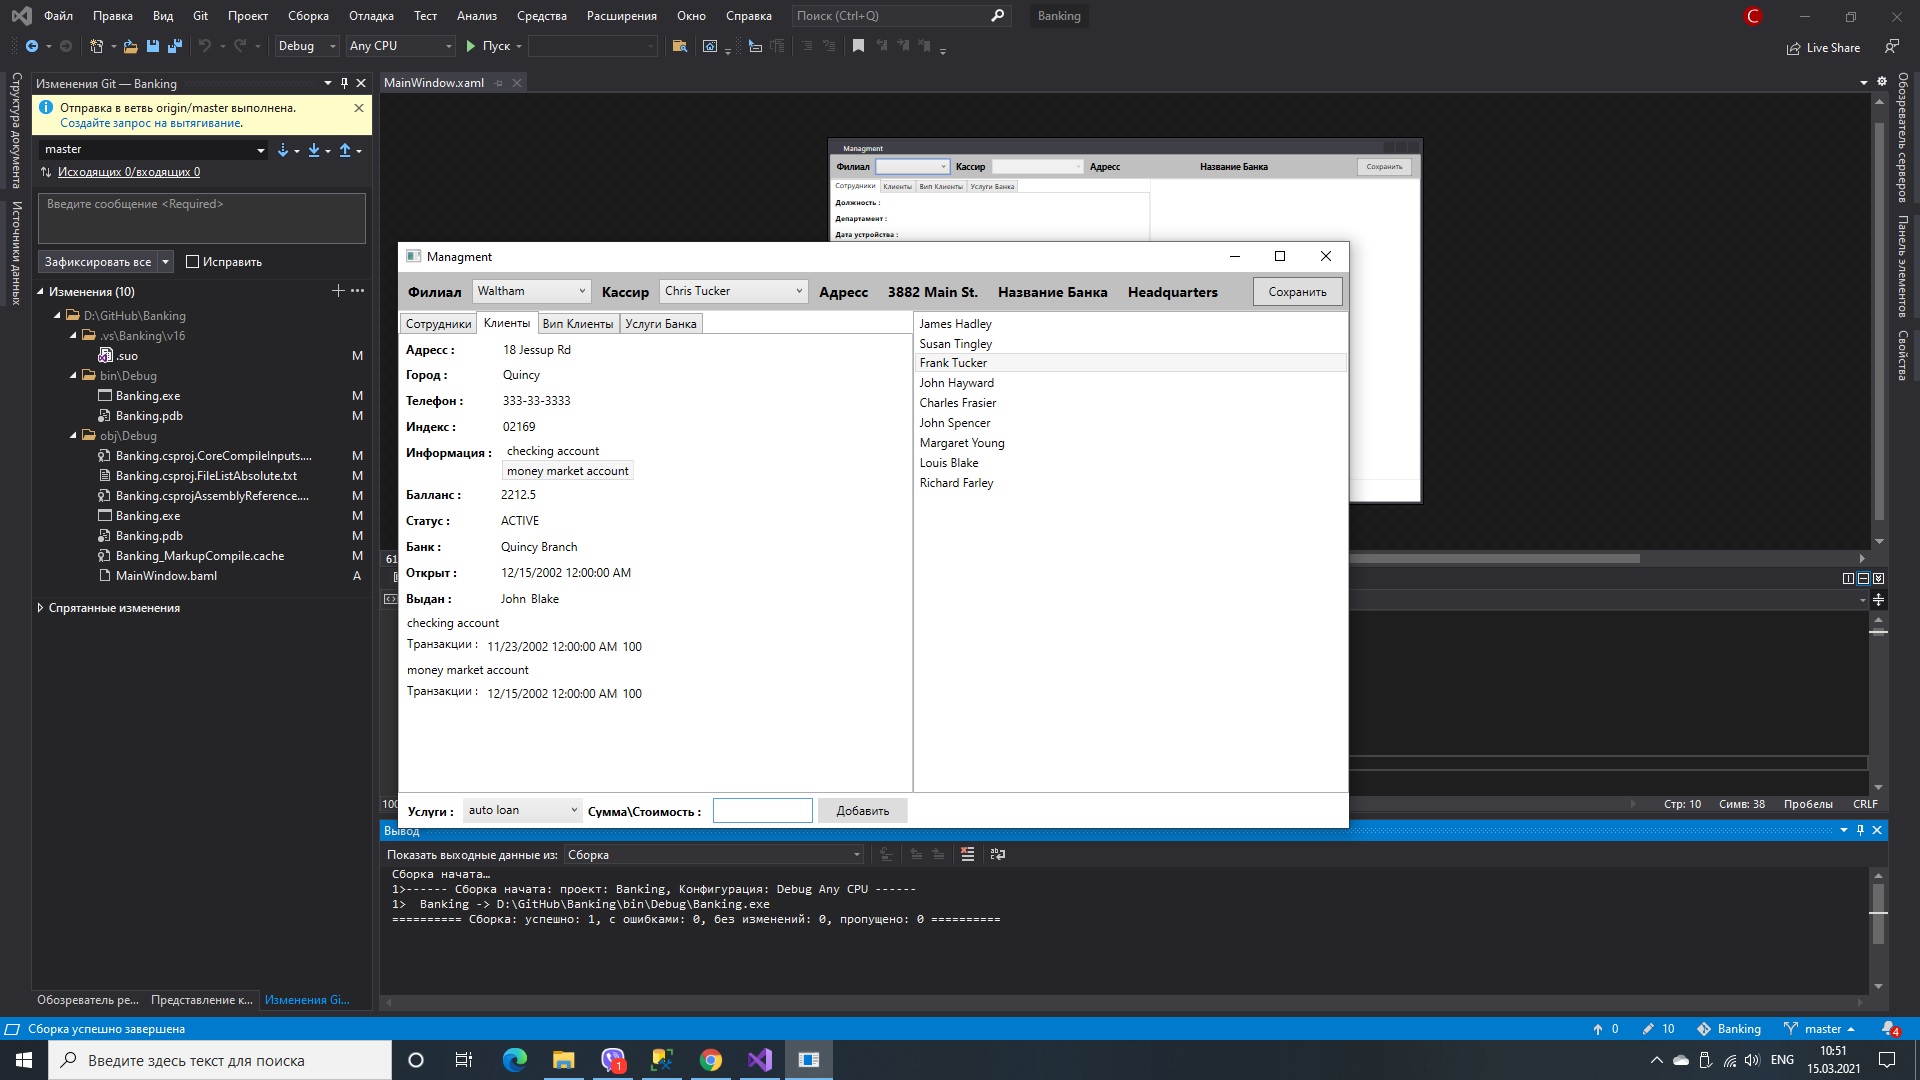 Файл Правка Вид Git Проект Сборка Отладка Тест Анализ Средства Расширения Окно Справка Поиск (Ctrl+Q) Banking C
Debug Any CPU Пуск Live Share
Структура документа
Источники данных
Изменения Git — Banking
Отправка в ветвь origin/master выполнена.
Создайте запрос на вытягивание.
master
Исходящих 0/входящих 0
Введите сообщение <Required>
Зафиксировать все Исправить
Изменения (10)
D:\GitHub\Banking
.vs\Banking\v16
.suo M
bin\Debug
Banking.exe M
Banking.pdb M
obj\Debug
Banking.csproj.CoreCompileInputs.... M
Banking.csproj.FileListAbsolute.txt M
Banking.csprojAssemblyReference.... M
Banking.exe M
Banking.pdb M
Banking_MarkupCompile.cache M
MainWindow.baml A
Спрятанные изменения
Обозреватель ре... Представление к... Изменения Gi...
MainWindow.xaml
Managment
Филиал Кассир Адресс Название Банка Сохранить
Сотрудники Клиенты Вип Клиенты Услуги Банка
Должность :
Департамент :
Дата устройства :
Managment
Филиал Waltham Кассир Chris Tucker Адресс 3882 Main St. Название Банка Headquarters Сохранить
Сотрудники Клиенты Вип Клиенты Услуги Банка
Адресс : 18 Jessup Rd
Город : Quincy
Телефон : 333-33-3333
Индекс : 02169
Информация : checking account
money market account
Балланс : 2212.5
Статус : ACTIVE
Банк : Quincy Branch
Открыт : 12/15/2002 12:00:00 AM
Выдан : John Blake
checking account
Транзакции : 11/23/2002 12:00:00 AM 100
money market account
Транзакции : 12/15/2002 12:00:00 AM 100
James Hadley
Susan Tingley
Frank Tucker
John Hayward
Charles Frasier
John Spencer
Margaret Young
Louis Blake
Richard Farley
Услуги : auto loan Сумма\Стоимость : Добавить
Стр: 10 Симв: 38 Пробелы CRLF
Вывод
Показать выходные данные из: Сборка
Сборка начата…
1>------ Сборка начата: проект: Banking, Конфигурация: Debug Any CPU ------
1> Banking -> D:\GitHub\Banking\bin\Debug\Banking.exe
========== Сборка: успешно: 1, с ошибками: 0, без изменений: 0, пропущено: 0 ==========
Обозреватель серверов
Панель элементов
Свойства
Сборка успешно завершена 0 10 Banking master 4
Введите здесь текст для поиска 1 ENG 10:51
15.03.2021